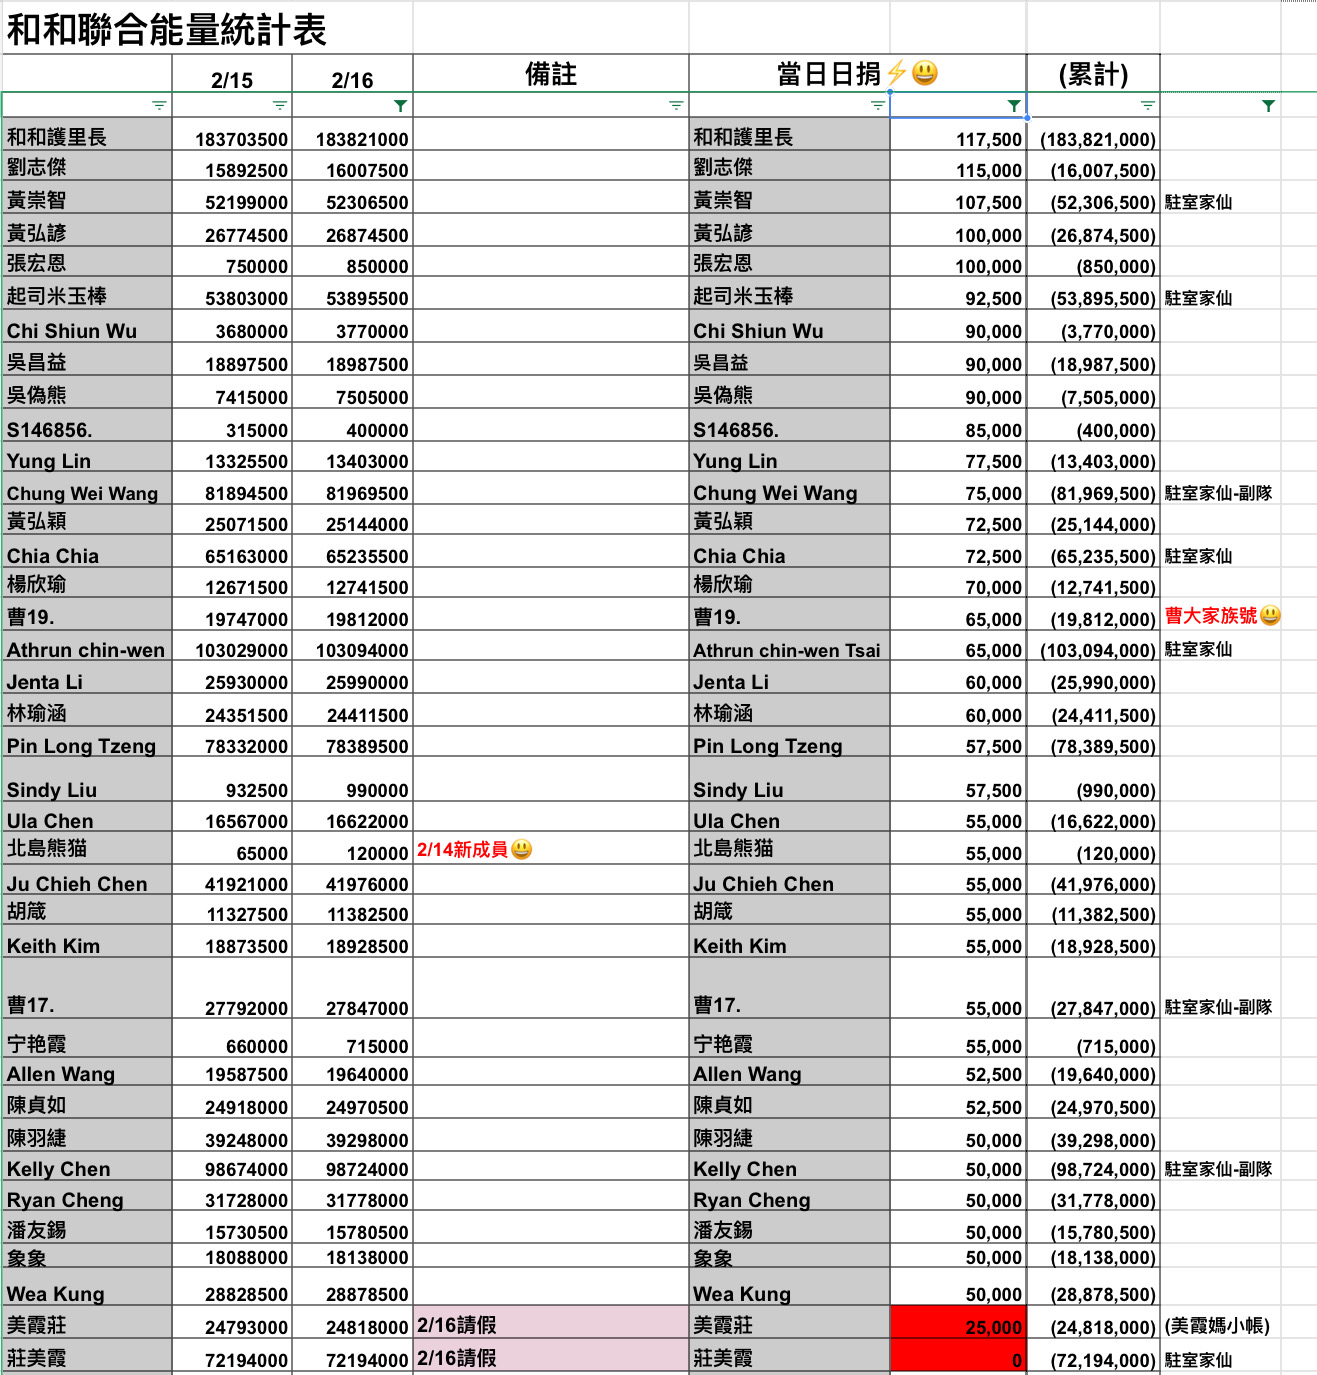 和和聯合能量統計表
2/15 2/16 備註 當日日捐⚡😃 (累計)
和和護里長 183703500 183821000 和和護里長 117,500 (183,821,000)
劉志傑 15892500 16007500 劉志傑 115,000 (16,007,500)
黃崇智 52199000 52306500 黃崇智 107,500 (52,306,500) 駐室家仙
黃弘諺 26774500 26874500 黃弘諺 100,000 (26,874,500)
張宏恩 750000 850000 張宏恩 100,000 (850,000)
起司米玉棒 53803000 53895500 起司米玉棒 92,500 (53,895,500) 駐室家仙
Chi Shiun Wu 3680000 3770000 Chi Shiun Wu 90,000 (3,770,000)
吳昌益 18897500 18987500 吳昌益 90,000 (18,987,500)
吳偽熊 7415000 7505000 吳偽熊 90,000 (7,505,000)
S146856. 315000 400000 S146856. 85,000 (400,000)
Yung Lin 13325500 13403000 Yung Lin 77,500 (13,403,000)
Chung Wei Wang 81894500 81969500 Chung Wei Wang 75,000 (81,969,500) 駐室家仙-副隊
黃弘穎 25071500 25144000 黃弘穎 72,500 (25,144,000)
Chia Chia 65163000 65235500 Chia Chia 72,500 (65,235,500) 駐室家仙
楊欣瑜 12671500 12741500 楊欣瑜 70,000 (12,741,500)
曹19. 19747000 19812000 曹19. 65,000 (19,812,000) 曹大家族號😃
Athrun chin-wen 103029000 103094000 Athrun chin-wen Tsai 65,000 (103,094,000) 駐室家仙
Jenta Li 25930000 25990000 Jenta Li 60,000 (25,990,000)
林瑜涵 24351500 24411500 林瑜涵 60,000 (24,411,500)
Pin Long Tzeng 78332000 78389500 Pin Long Tzeng 57,500 (78,389,500)
Sindy Liu 932500 990000 Sindy Liu 57,500 (990,000)
Ula Chen 16567000 16622000 Ula Chen 55,000 (16,622,000)
北島熊猫 65000 120000 2/14新成員😃 北島熊猫 55,000 (120,000)
Ju Chieh Chen 41921000 41976000 Ju Chieh Chen 55,000 (41,976,000)
胡箴 11327500 11382500 胡箴 55,000 (11,382,500)
Keith Kim 18873500 18928500 Keith Kim 55,000 (18,928,500)
曹17. 27792000 27847000 曹17. 55,000 (27,847,000) 駐室家仙-副隊
宁艳霞 660000 715000 宁艳霞 55,000 (715,000)
Allen Wang 19587500 19640000 Allen Wang 52,500 (19,640,000)
陳貞如 24918000 24970500 陳貞如 52,500 (24,970,500)
陳羽緁 39248000 39298000 陳羽緁 50,000 (39,298,000)
Kelly Chen 98674000 98724000 Kelly Chen 50,000 (98,724,000) 駐室家仙-副隊
Ryan Cheng 31728000 31778000 Ryan Cheng 50,000 (31,778,000)
潘友錫 15730500 15780500 潘友錫 50,000 (15,780,500)
象象 18088000 18138000 象象 50,000 (18,138,000)
Wea Kung 28828500 28878500 Wea Kung 50,000 (28,878,500)
美霞莊 24793000 24818000 2/16請假 美霞莊 25,000 (24,818,000) (美霞媽小帳)
莊美霞 72194000 72194000 2/16請假 莊美霞 0 (72,194,000) 駐室家仙